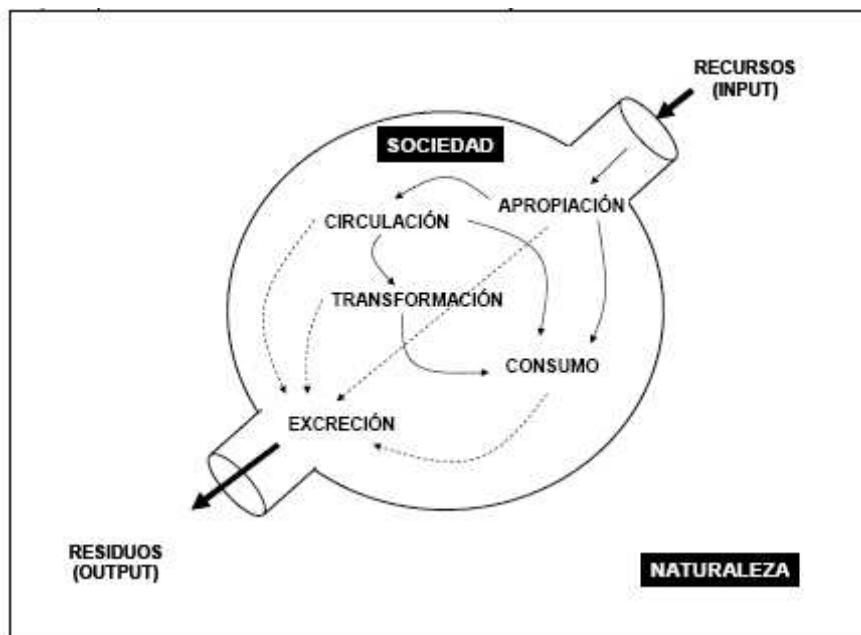 RECURSOS
(INPUT)
SOCIEDAD
APROPIACIÓN
CIRCULACIÓN
TRANSFORMACIÓN
CONSUMO
EXCRECIÓN
RESIDUOS
(OUTPUT)
NATURALEZA